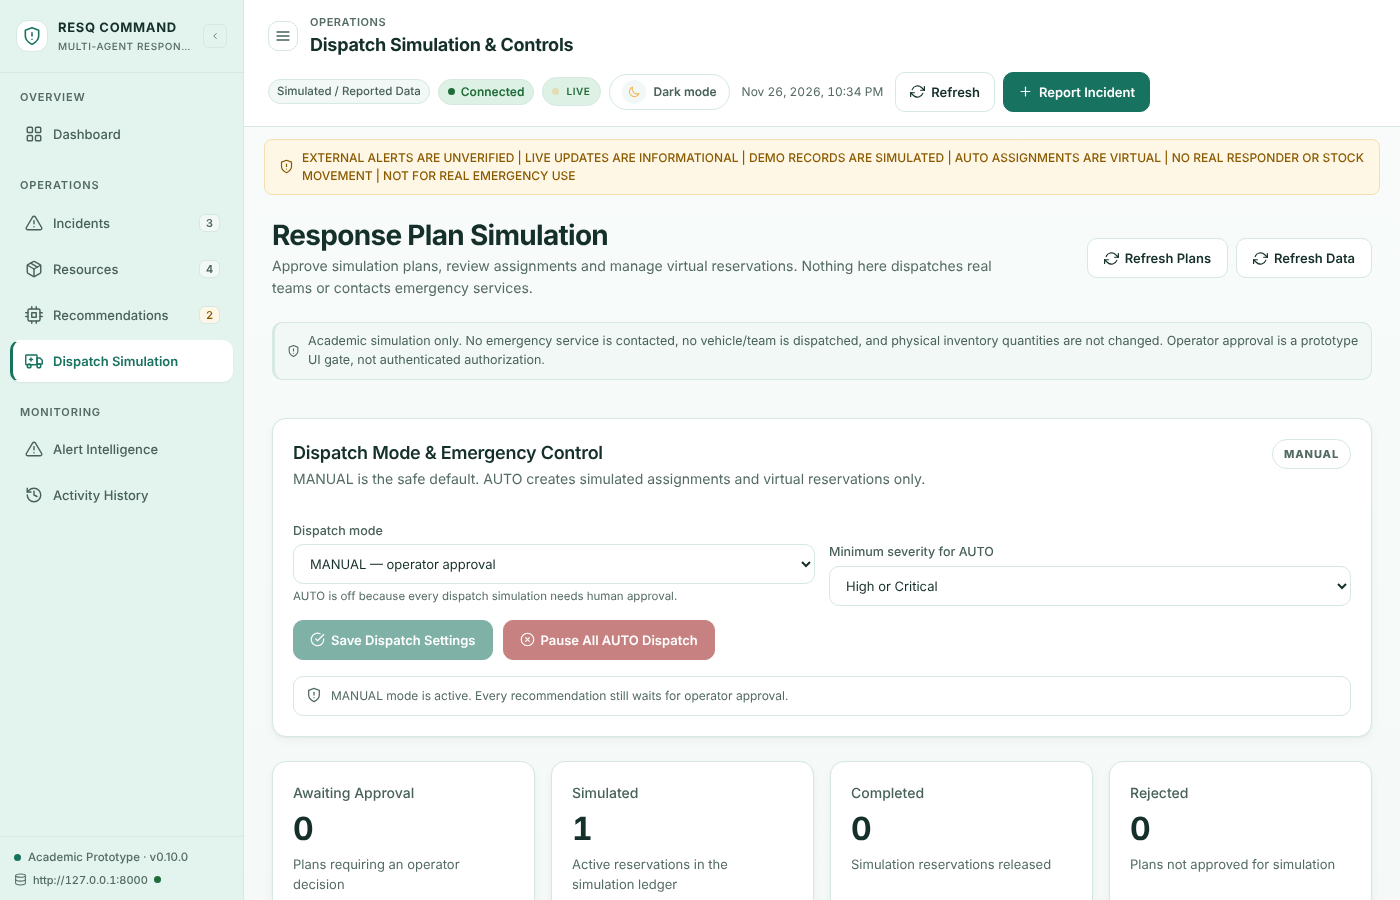 RESQ COMMAND
MULTI-AGENT RESPON...
OVERVIEW
Dashboard
OPERATIONS
Incidents 3
Resources 4
Recommendations 2
Dispatch Simulation
MONITORING
Alert Intelligence
Activity History
Academic Prototype · v0.10.0
http://127.0.0.1:8000
OPERATIONS
Dispatch Simulation & Controls
Simulated / Reported Data Connected LIVE Dark mode Nov 26, 2026, 10:34 PM Refresh Report Incident
EXTERNAL ALERTS ARE UNVERIFIED | LIVE UPDATES ARE INFORMATIONAL | DEMO RECORDS ARE SIMULATED | AUTO ASSIGNMENTS ARE VIRTUAL | NO REAL RESPONDER OR STOCK
MOVEMENT | NOT FOR REAL EMERGENCY USE
Response Plan Simulation
Approve simulation plans, review assignments and manage virtual reservations. Nothing here dispatches real
teams or contacts emergency services.
Refresh Plans Refresh Data
Academic simulation only. No emergency service is contacted, no vehicle/team is dispatched, and physical inventory quantities are not changed. Operator approval is a prototype
UI gate, not authenticated authorization.
Dispatch Mode & Emergency Control
MANUAL
MANUAL is the safe default. AUTO creates simulated assignments and virtual reservations only.
Dispatch mode
MANUAL — operator approval
AUTO is off because every dispatch simulation needs human approval.
Minimum severity for AUTO
High or Critical
Save Dispatch Settings Pause All AUTO Dispatch
MANUAL mode is active. Every recommendation still waits for operator approval.
Awaiting Approval
0
Plans requiring an operator
decision
Simulated
1
Active reservations in the
simulation ledger
Completed
0
Simulation reservations released
Rejected
0
Plans not approved for simulation